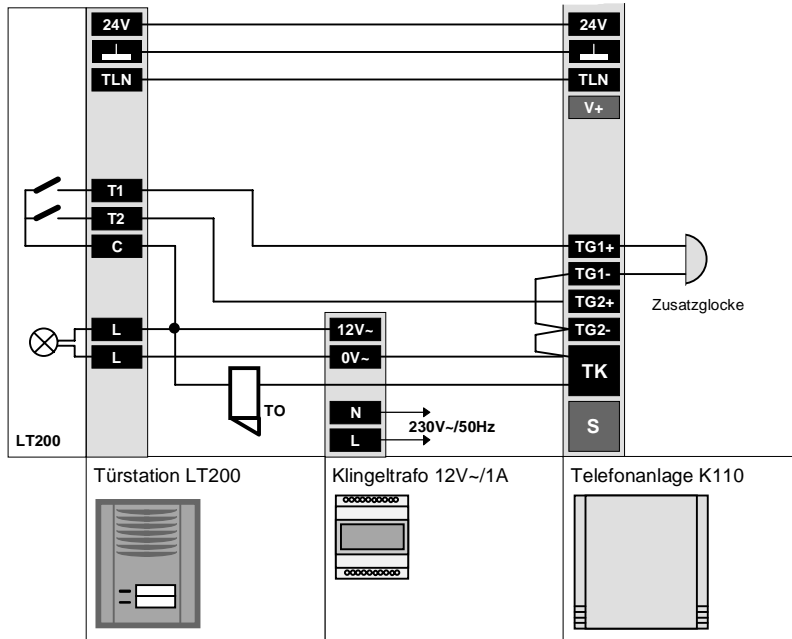 24V 24V
TLN TLN
V+
T1
T2
C TG1+
TG1-
TG2+
Zusatzglocke
L 12V~ TG2-
L 0V~
TK
TO
N 230V~/50Hz
S
LT200 L
Türstation LT200 Klingeltrafo 12V~/1A Telefonanlage K110